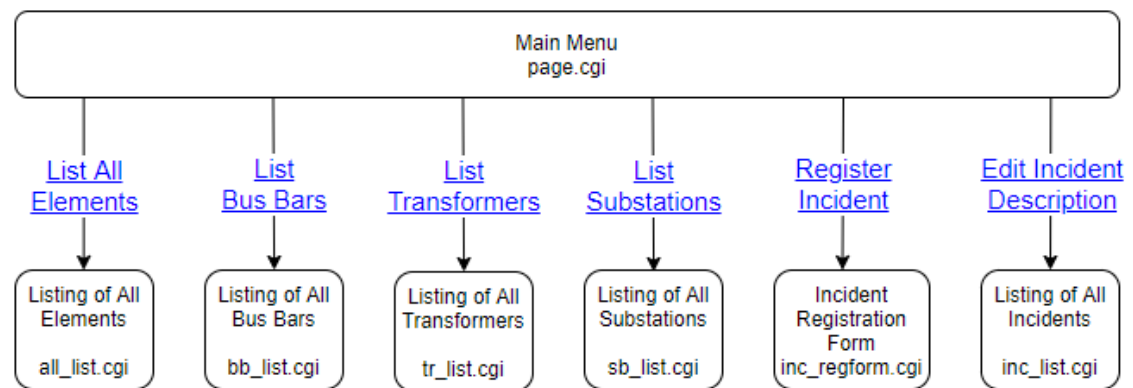 Main Menu
page.cgi
List All
Elements
List
Bus Bars
List
Transformers
List
Substations
Register
Incident
Edit Incident
Description
Listing of All
Elements
all_list.cgi
Listing of All
Bus Bars
bb_list.cgi
Listing of All
Transformers
tr_list.cgi
Listing of All
Substations
sb_list.cgi
Incident
Registration
Form
inc_regform.cgi
Listing of All
Incidents
inc_list.cgi